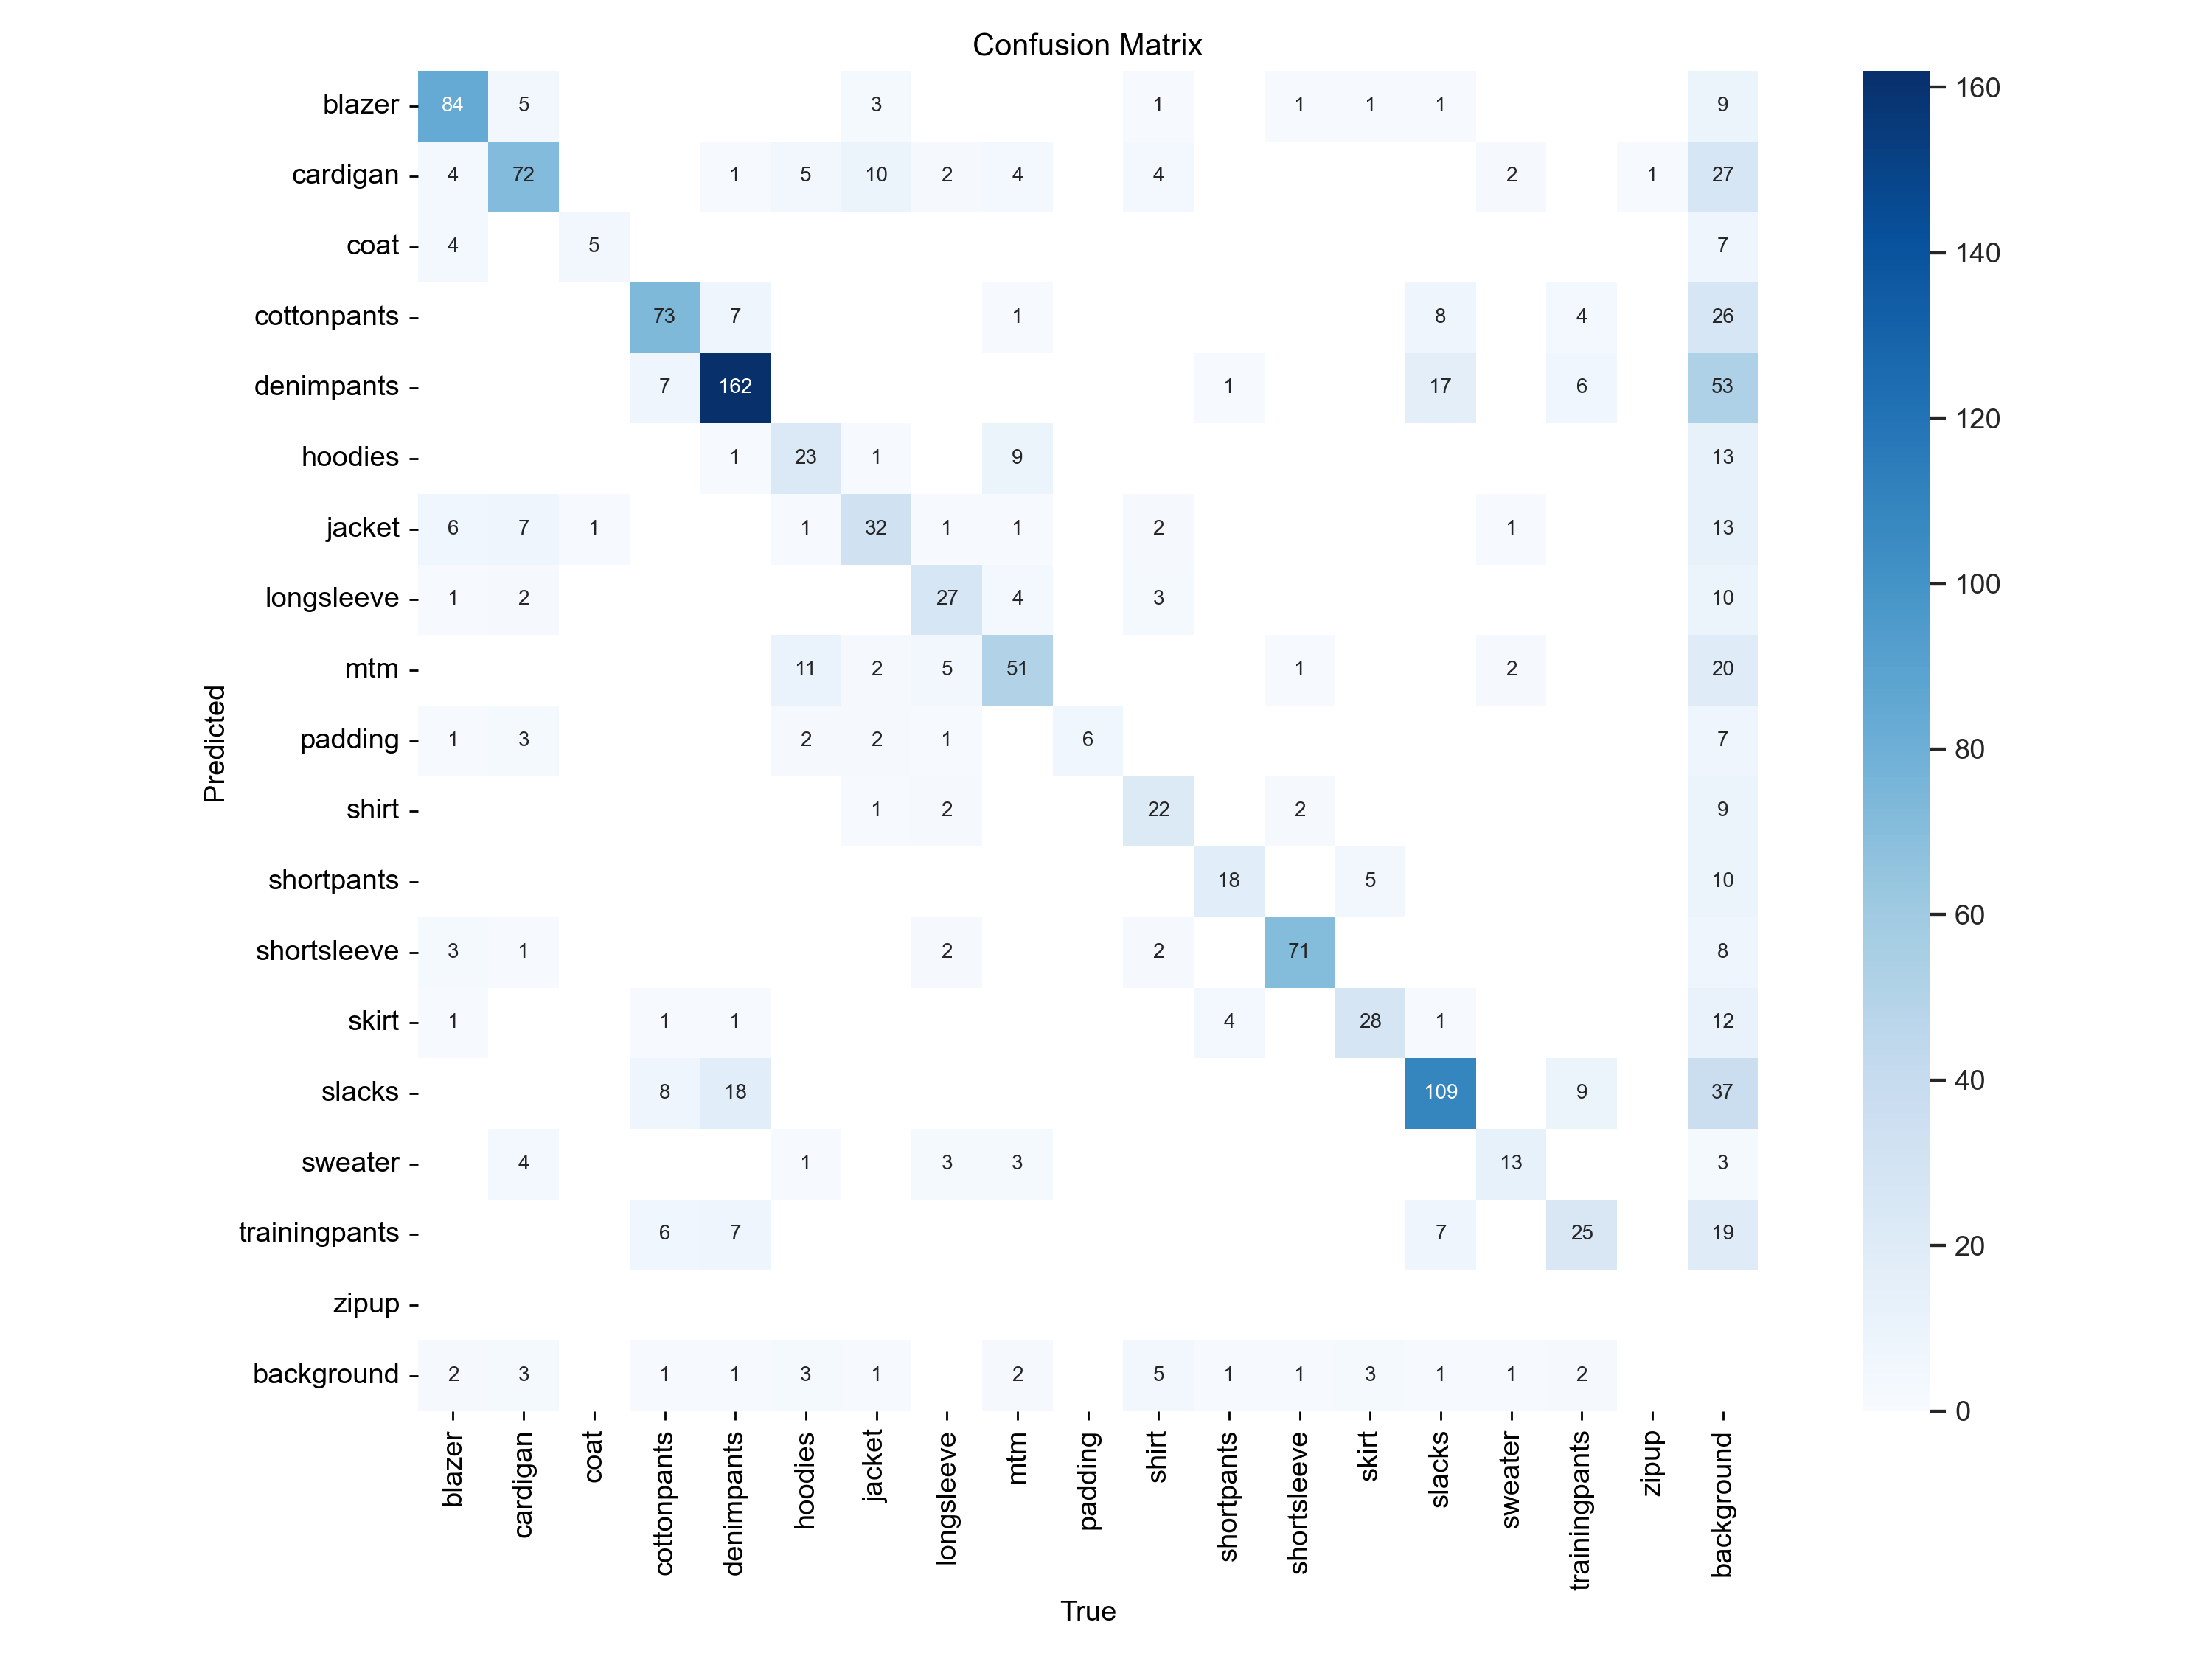 Confusion Matrix
blazer 84 5 3 1 1 1 1 9
cardigan 4 72 1 5 10 2 4 4 2 1 27
coat 4 5 7
cottonpants 73 7 1 8 4 26
denimpants 7 162 1 17 6 53
hoodies 1 23 1 9 13
jacket 6 7 1 1 32 1 1 2 1 13
longsleeve 1 2 27 4 3 10
mtm 11 2 5 51 1 2 20
padding 1 3 2 2 1 6 7
shirt 1 2 22 2 9
shortpants 18 5 10
shortsleeve 3 1 2 2 71 8
skirt 1 1 1 4 28 1 12
slacks 8 18 109 9 37
sweater 4 1 3 3 13 3
trainingpants 6 7 7 25 19
zipup
background 2 3 1 1 3 1 2 5 1 1 3 1 1 2
Predicted
blazer cardigan coat cottonpants denimpants hoodies jacket longsleeve mtm padding shirt shortpants shortsleeve skirt slacks sweater trainingpants zipup background
True
160
140
120
100
80
60
40
20
0